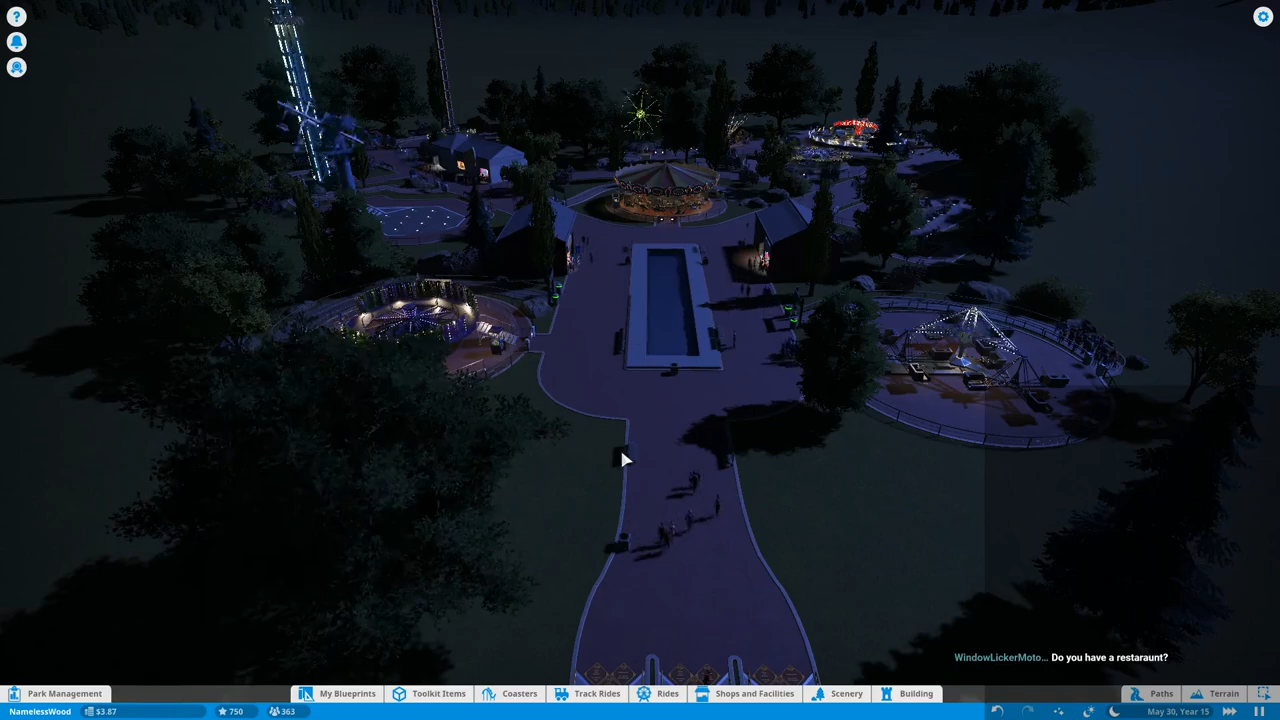 WindowLickerMoto... Do you have a restaraunt?
Park Management
My Blueprints
Toolkit Items
Coasters
Track Rides
Rides
Shops and Facilities
Scenery
Building
Paths
Terrain
NamelessWood
$3.87
750
363
May 30, Year 15